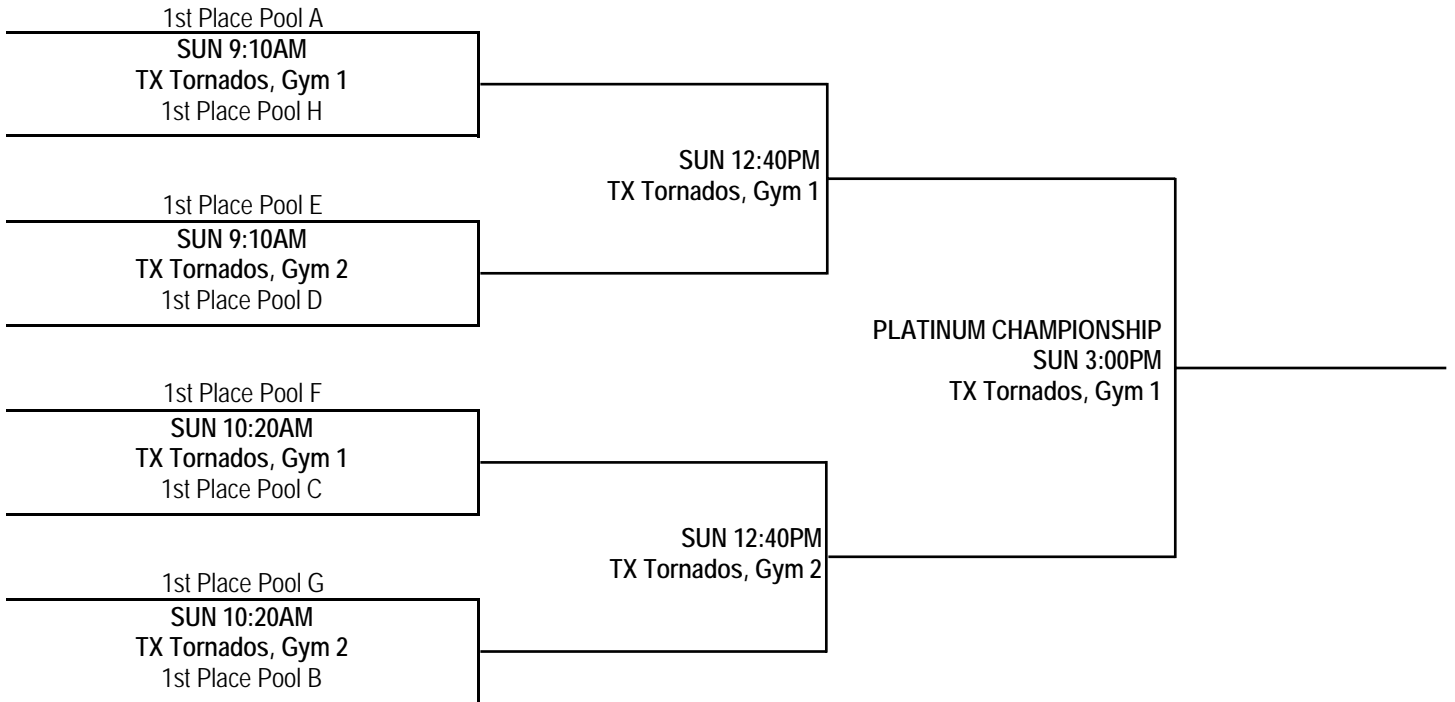 1st Place Pool A
SUN 9:10AM
TX Tornados, Gym 1
1st Place Pool H
SUN 12:40PM
TX Tornados, Gym 1
1st Place Pool E
SUN 9:10AM
TX Tornados, Gym 2
1st Place Pool D
PLATINUM CHAMPIONSHIP
SUN 3:00PM
TX Tornados, Gym 1
1st Place Pool F
SUN 10:20AM
TX Tornados, Gym 1
1st Place Pool C
SUN 12:40PM
TX Tornados, Gym 2
1st Place Pool G
SUN 10:20AM
TX Tornados, Gym 2
1st Place Pool B